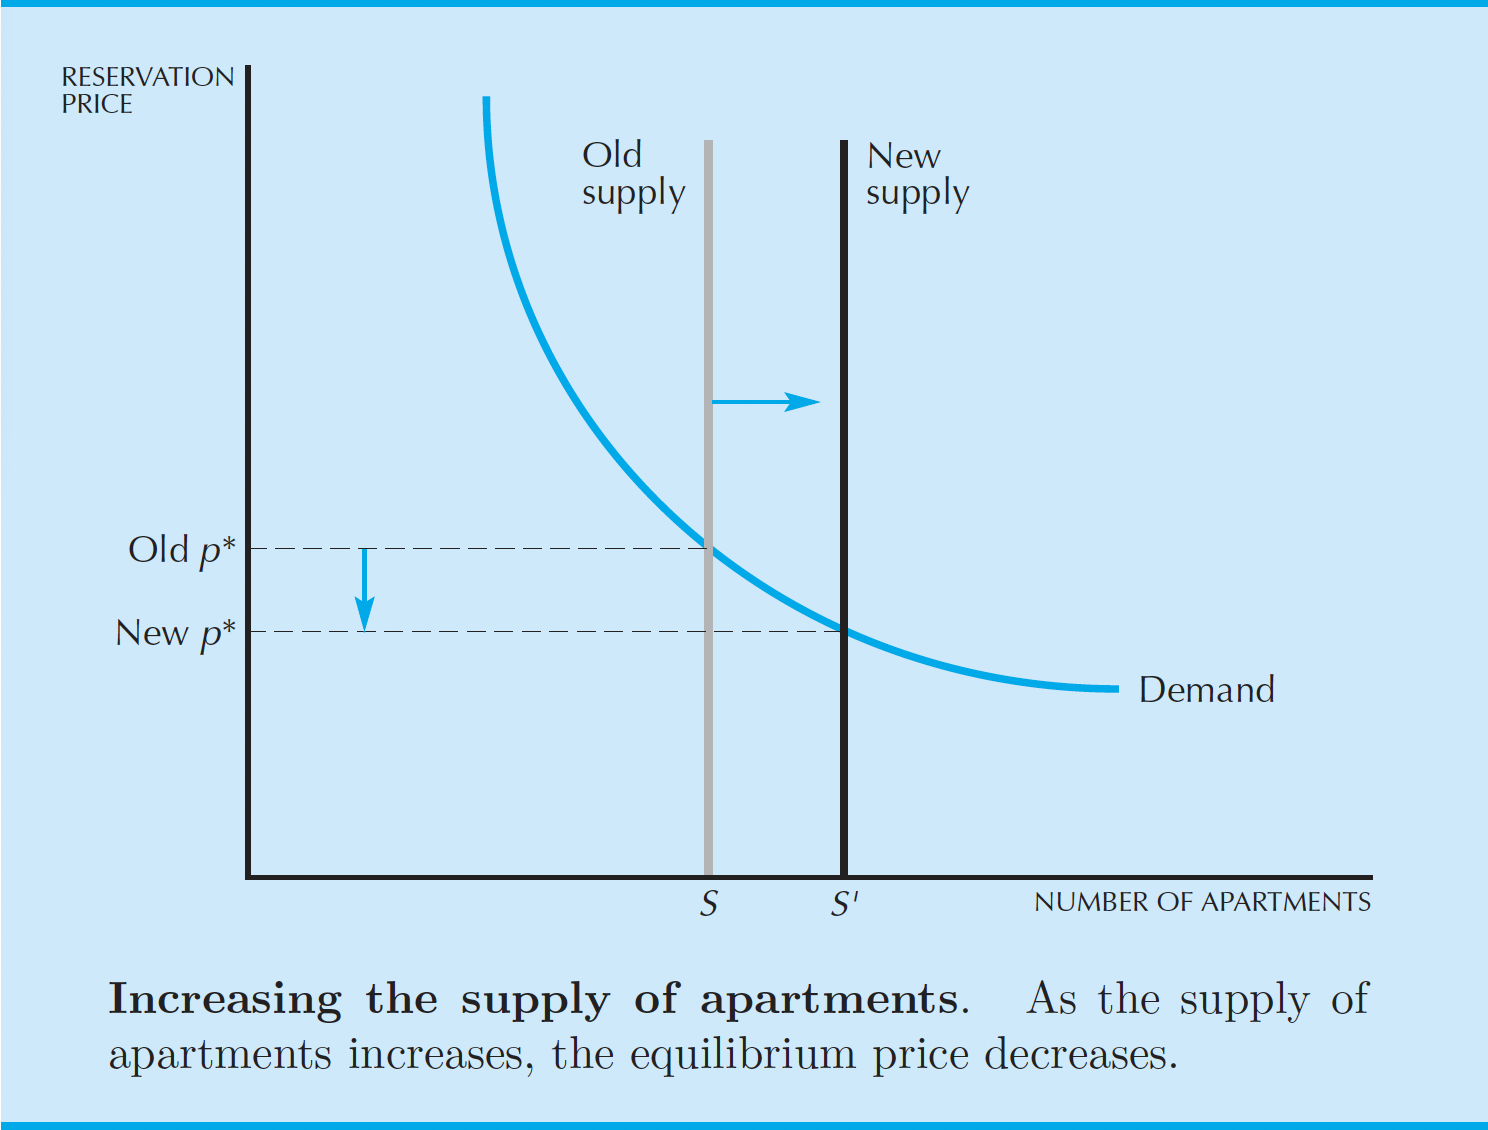 RESERVATION
PRICE
Old
supply
New
supply
Old p*
New p*
Demand
S
S'
NUMBER OF APARTMENTS
Increasing the supply of apartments. As the supply of
apartments increases, the equilibrium price decreases.